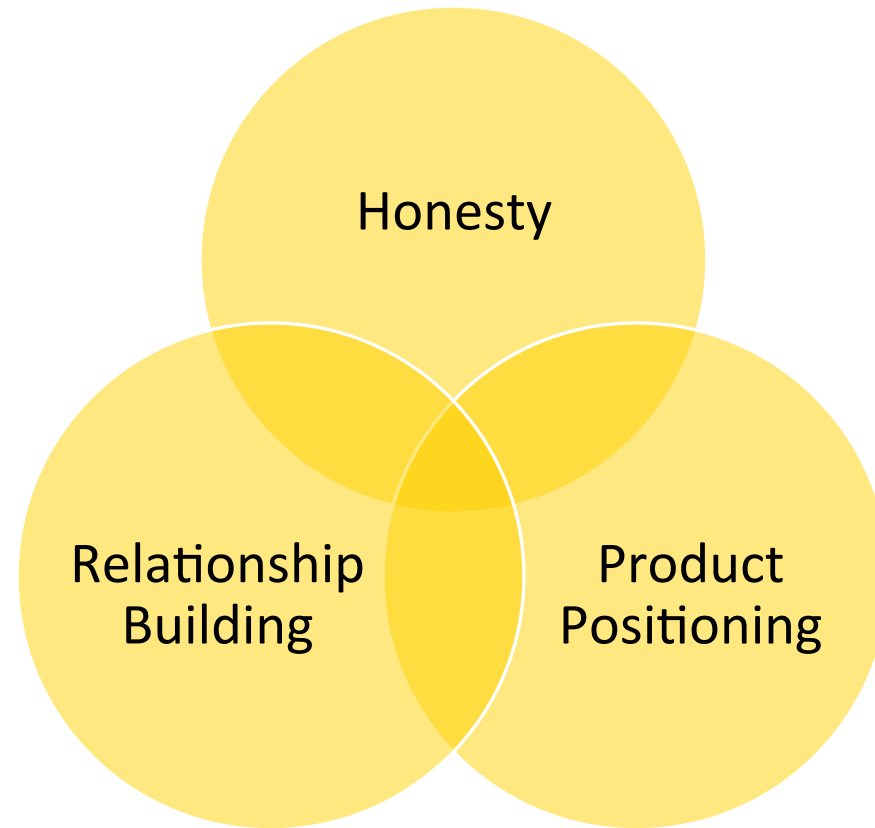 Honesty
Relationship
Building
Product
Positioning